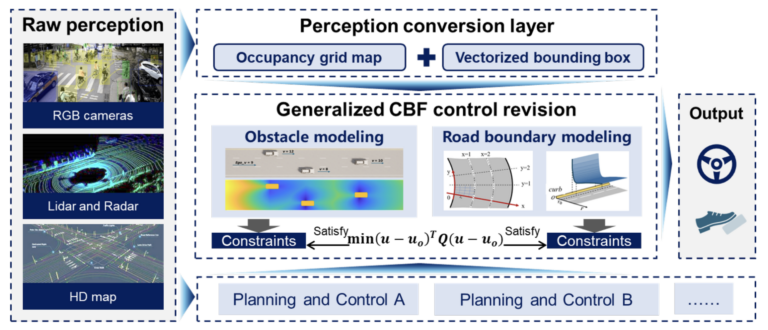 Raw perception
RGB cameras
Lidar and Radar
HD map
Perception conversion layer
Occupancy grid map + Vectorized bounding box
Generalized CBF control revision
Obstacle modeling
Road boundary modeling
x=1 x=2
y=2
y=1
y
x
curb
Satisfy Satisfy
Constraints min(u − u₀)ᵀQ(u − u₀) Constraints
Planning and Control A
Planning and Control B
……
Output